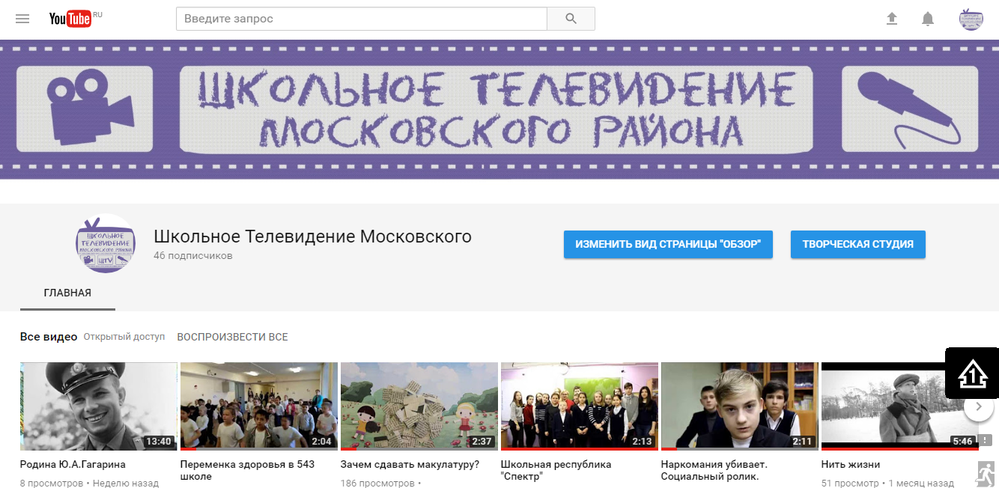 YouTube RU
Введите запрос
ШКОЛЬНОЕ ТЕЛЕВИДЕНИЕ
МОСКОВСКОГО РАЙОНА
ШКОЛЬНОЕ
ТЕЛЕВИДЕНИЕ
МОСКОВСКОГО РАЙОНА
ШТV
Школьное Телевидение Московского
46 подписчиков
ИЗМЕНИТЬ ВИД СТРАНИЦЫ "ОБЗОР"
ТВОРЧЕСКАЯ СТУДИЯ
ГЛАВНАЯ
Все видео Открытый доступ ВОСПРОИЗВЕСТИ ВСЕ
1
13:40
2:04
2:37
2:13
2:11
5:46
!
Родина Ю.А.Гагарина
8 просмотров • Неделю назад
Переменка здоровья в 543
школе
Зачем сдавать макулатуру?
186 просмотров •
Школьная республика
"Спектр"
Наркомания убивает.
Социальный ролик.
Нить жизни
51 просмотр • 1 месяц назад